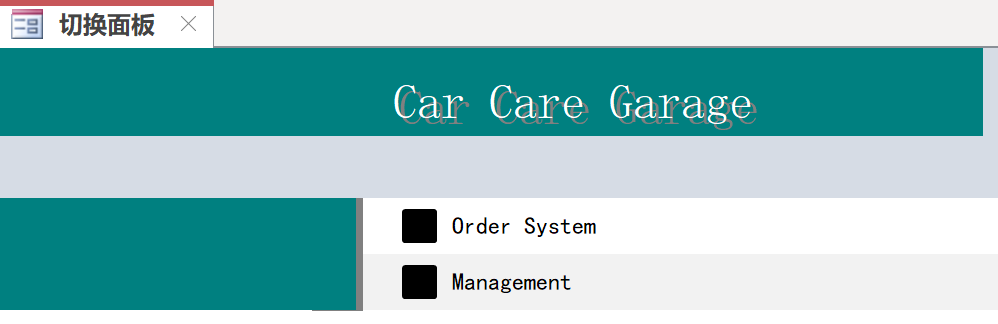 切换面板
Car Care Garage
Order System
Management